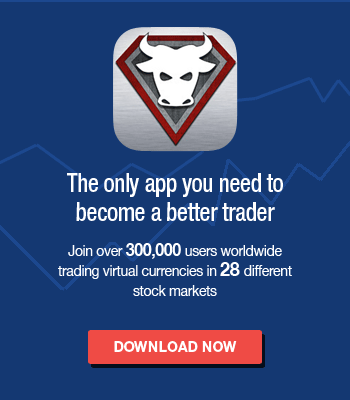 The only app you need to
become a better trader
Join over 300,000 users worldwide
trading virtual currencies in 28 different
stock markets
DOWNLOAD NOW